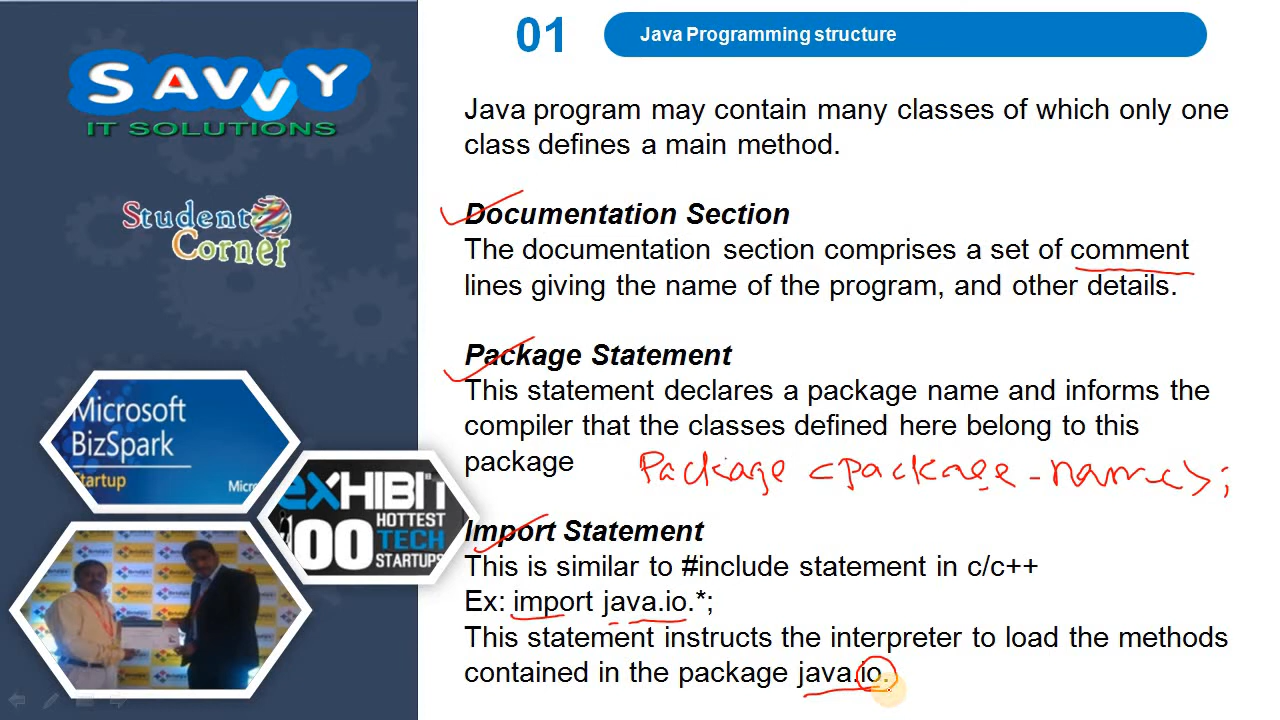 SAVVY
IT SOLUTIONS
Student
Corner
Microsoft
BizSpark
Startup
Micros
eXHIBIT
100 HOTTEST
TECH
STARTUPS
01
Java Programming structure
Java program may contain many classes of which only one
class defines a main method.
Documentation Section
The documentation section comprises a set of comment
lines giving the name of the program, and other details.
Package Statement
This statement declares a package name and informs the
compiler that the classes defined here belong to this
package
Package <package-name>;
Import Statement
This is similar to #include statement in c/c++
Ex: import java.io.*;
This statement instructs the interpreter to load the methods
contained in the package java.io.